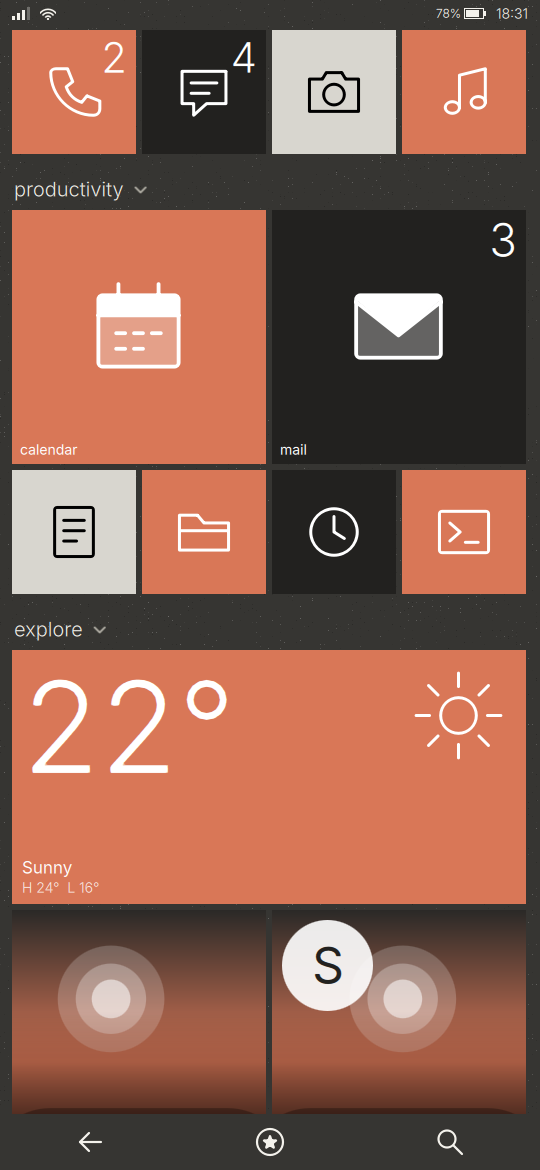 78% 18:31
2 4
productivity
3
calendar mail
explore
22°
Sunny
H 24° L 16°
S